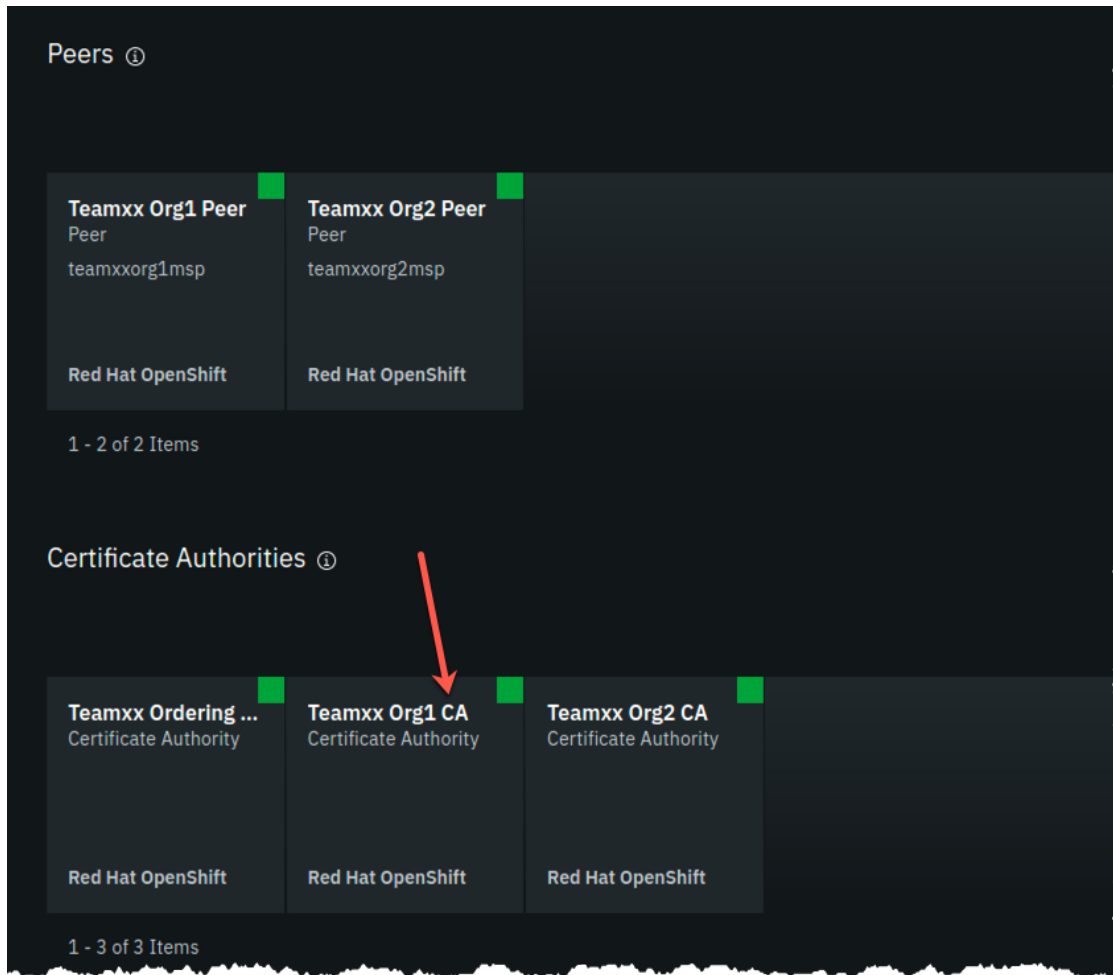 Peers
Teamxx Org1 Peer
Peer
teamxxorg1msp
Red Hat OpenShift
Teamxx Org2 Peer
Peer
teamxxorg2msp
Red Hat OpenShift
1 - 2 of 2 Items
Certificate Authorities
Teamxx Ordering ...
Certificate Authority
Red Hat OpenShift
Teamxx Org1 CA
Certificate Authority
Red Hat OpenShift
Teamxx Org2 CA
Certificate Authority
Red Hat OpenShift
1 - 3 of 3 Items